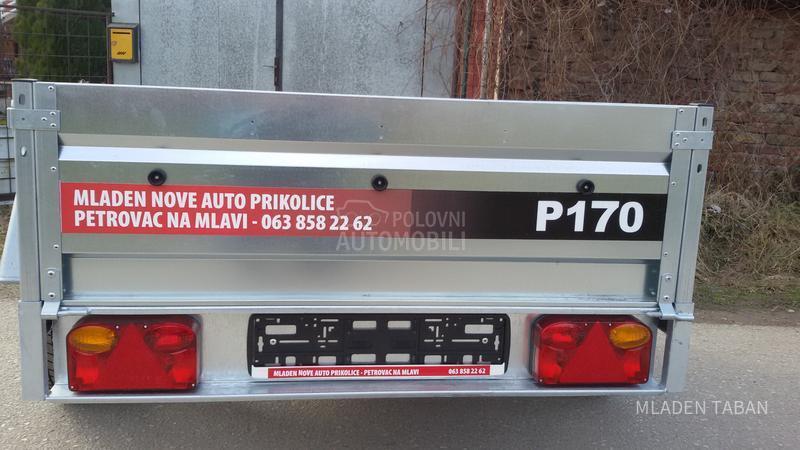 MLADEN NOVE AUTO PRIKOLICE
PETROVAC NA MLAVI - 063 858 22 62
P170
POLOVNI
AUTOMOBILI
MLADEN NOVE AUTO PRIKOLICE - PETROVAC NA MLAVI 063 858 22 62
MLADEN TABAN